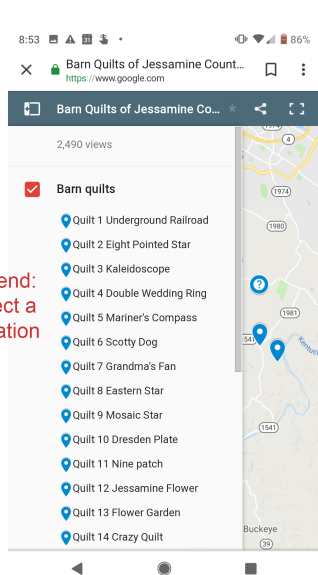 8:53
31
86%
Barn Quilts of Jessamine Count...
https://www.google.com
Barn Quilts of Jessamine Co...
2,490 views
Barn quilts
Quilt 1 Underground Railroad
Quilt 2 Eight Pointed Star
Quilt 3 Kaleidoscope
Quilt 4 Double Wedding Ring
Quilt 5 Mariner's Compass
Quilt 6 Scotty Dog
Quilt 7 Grandma's Fan
Quilt 8 Eastern Star
Quilt 9 Mosaic Star
Quilt 10 Dresden Plate
Quilt 11 Nine patch
Quilt 12 Jessamine Flower
Quilt 13 Flower Garden
Quilt 14 Crazy Quilt
end:
ect a
ation
4
1974
1980
?
1981
541
Kentuc
1541
Buckeye
39